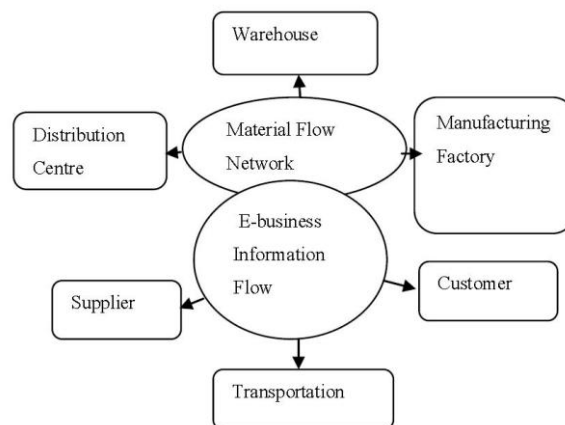 Warehouse
Distribution
Centre
Material Flow
Network
Manufacturing
Factory
E-business
Information
Flow
Supplier
Customer
Transportation